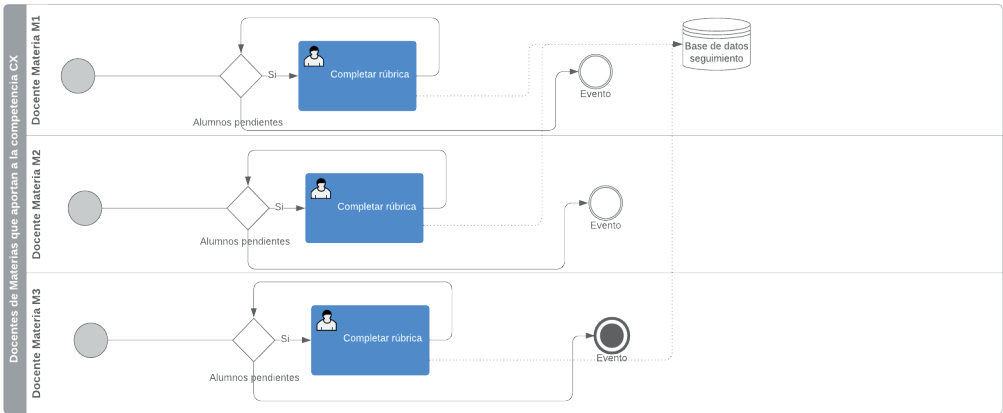 Docentes de Materias que aportan a la competencia CX
Docente Materia M1
Si
Completar rúbrica
Alumnos pendientes
Evento
Base de datos
seguimiento
Docente Materia M2
Si
Completar rúbrica
Alumnos pendientes
Evento
Docente Materia M3
Si
Completar rúbrica
Alumnos pendientes
Evento